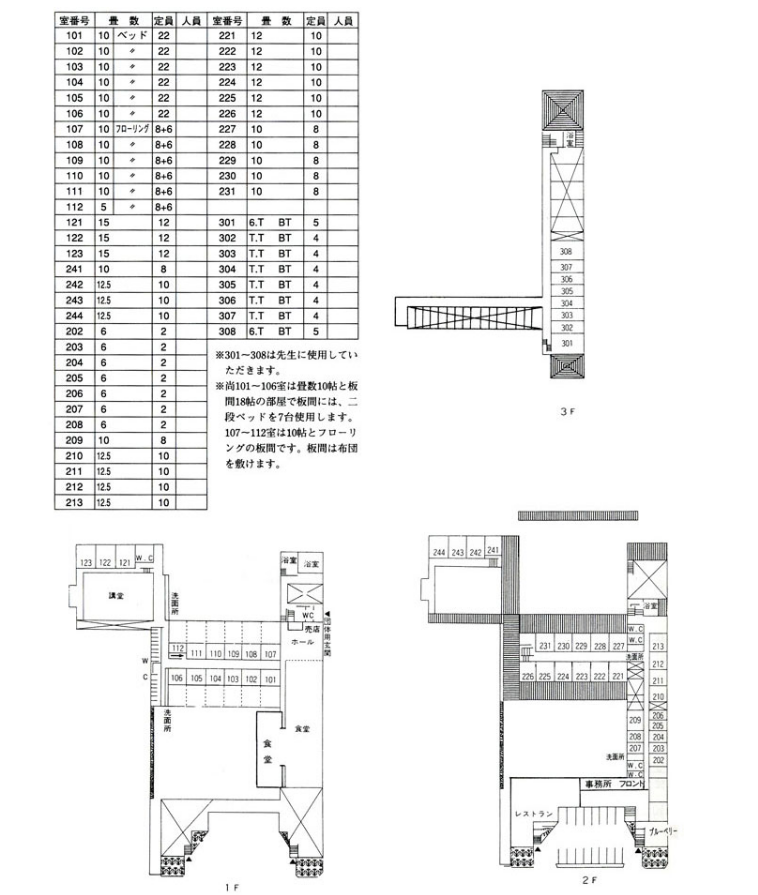 室番号 畳 数 定員 人員 室番号 畳 数 定員 人員
101 10 ベッド 22 221 12 10
102 10 〃 22 222 12 10
103 10 〃 22 223 12 10
104 10 〃 22 224 12 10
105 10 〃 22 225 12 10
106 10 〃 22 226 12 10
107 10 フローリング 8+6 227 10 8
108 10 〃 8+6 228 10 8
109 10 〃 8+6 229 10 8
110 10 〃 8+6 230 10 8
111 10 〃 8+6 231 10 8
112 5 〃 8+6
121 15 12 301 6.T BT 5
122 15 12 302 T.T BT 4
123 15 12 303 T.T BT 4
241 10 8 304 T.T BT 4
242 12.5 10 305 T.T BT 4
243 12.5 10 306 T.T BT 4
244 12.5 10 307 T.T BT 4
202 6 2 308 6.T BT 5
203 6 2
204 6 2
205 6 2
206 6 2
207 6 2
208 6 2
209 10 8
210 12.5 10
211 12.5 10
212 12.5 10
213 12.5 10
※301〜308は先生に使用してい
ただきます。
※尚101〜106室は畳数10帖と板
間18帖の部屋で板間には、二
段ベッドを7台使用します。
107〜112室は10帖とフローリ
ングの板間です。板間は布団
を敷けます。
浴室
308
307
306
305
304
303
302
301
3F
123 122 121 W.C
講堂
洗面所
浴室 浴室
WC
売店
ホール
団体用玄関
112 111 110 109 108 107
W
C
106 105 104 103 102 101
洗面所
食堂
食堂
1F
244 243 242 241
浴室
W.C
W.C
231 230 229 228 227
洗面所
226 225 224 223 222 221
213
212
211
210
209
206
205
208
204
207
203
洗面所
202
W.C
W.C
事務所 フロント
レストラン
ブルーベリー
2F